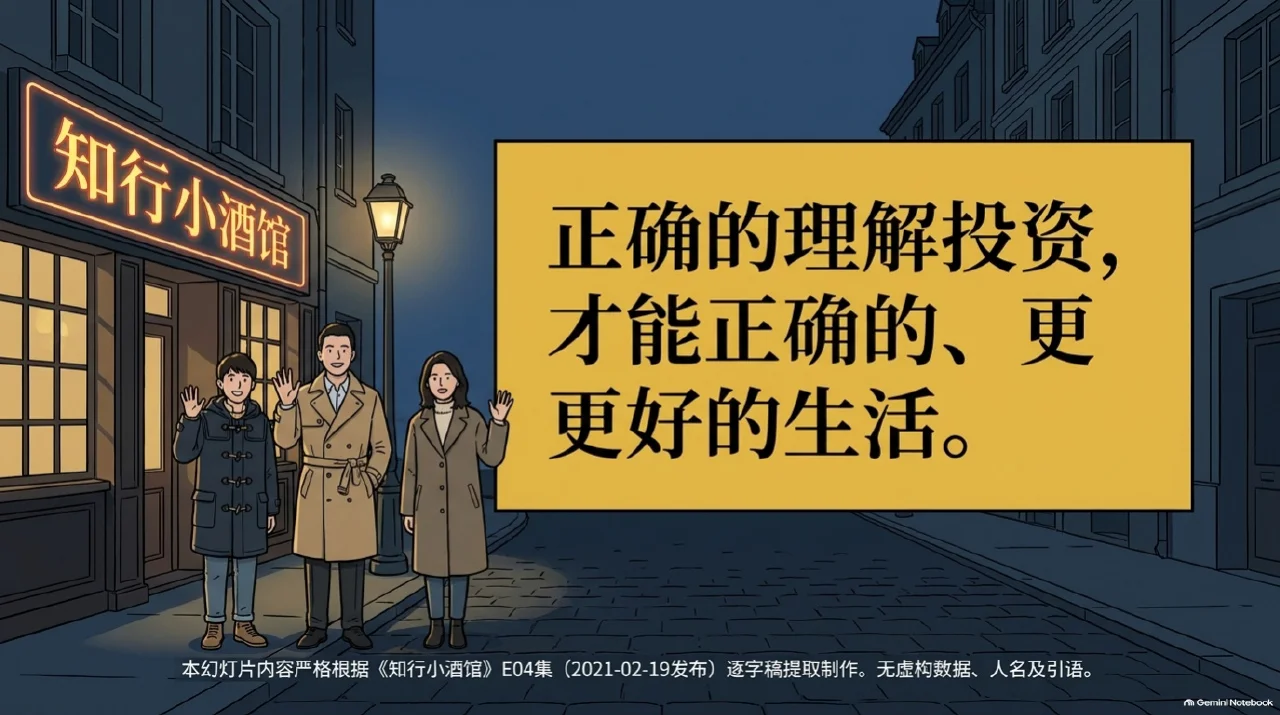 知行小酒馆
正确的理解投资，
才能正确的、更
更好的生活。
本幻灯片内容严格根据《知行小酒馆》E04集（2021-02-19发布）逐字稿提取制作。无虚构数据、人名及引语。
Gemini Notebook